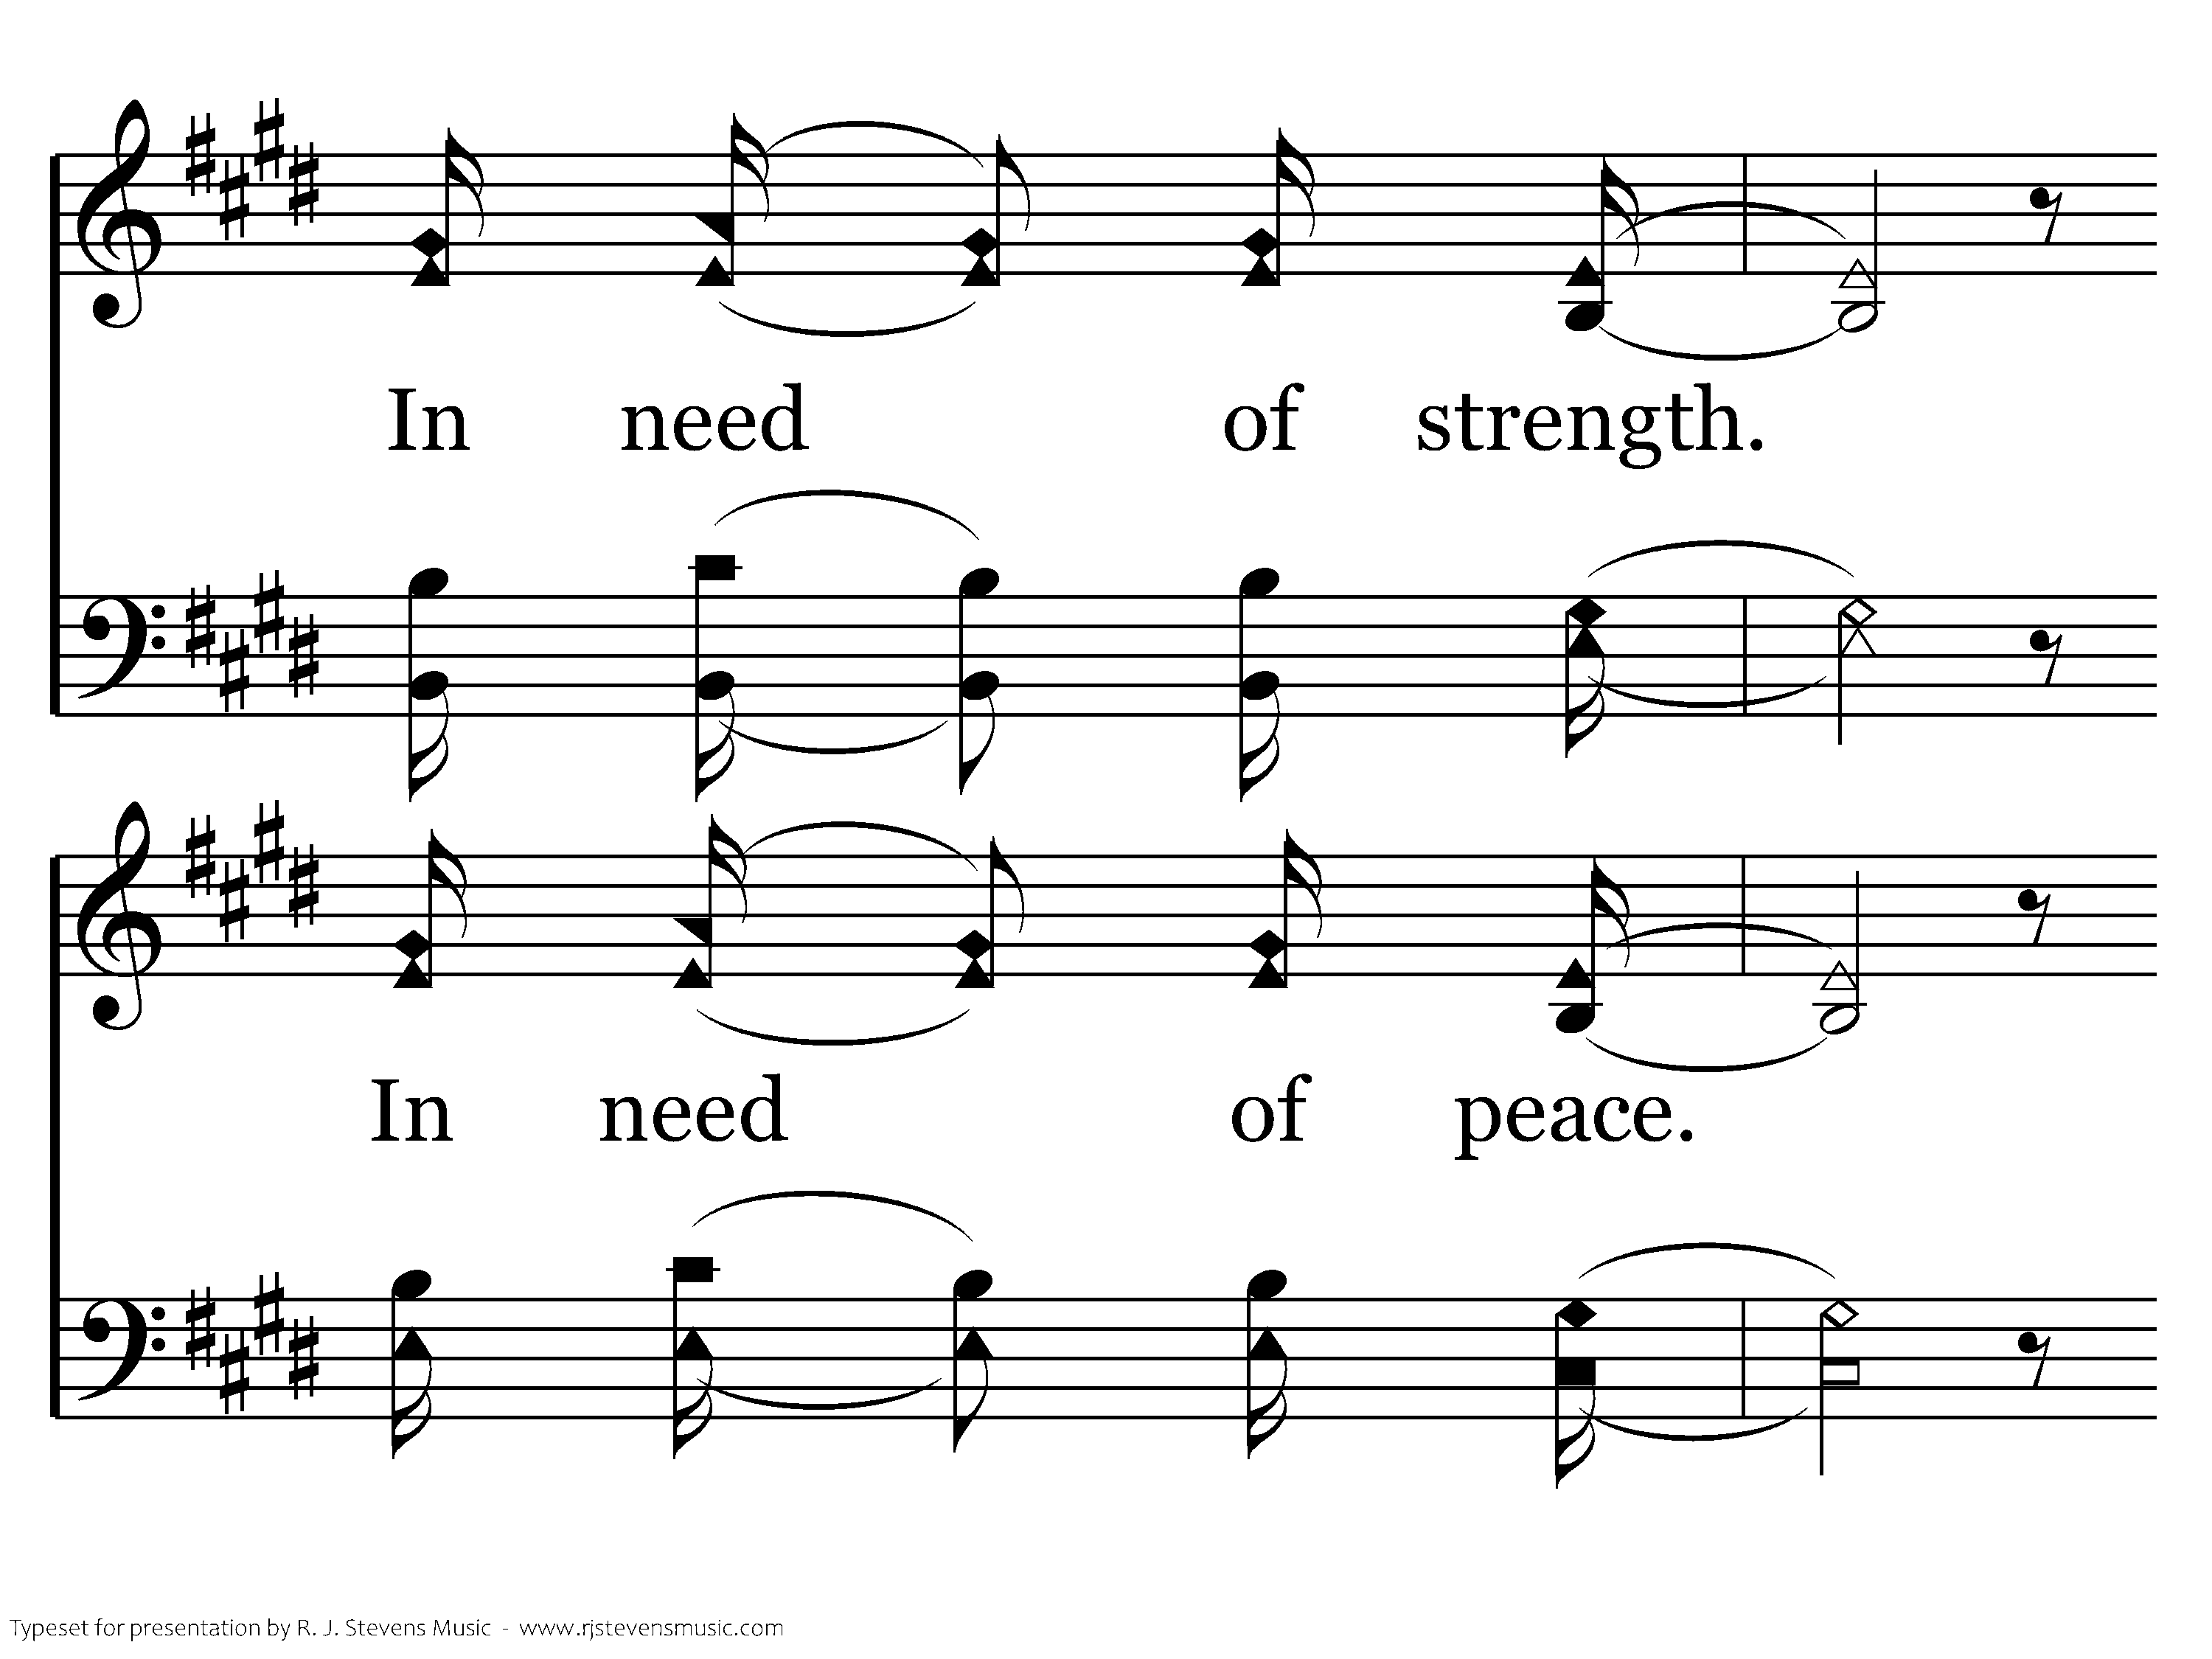 In need of strength.
In need of peace.
Typeset for presentation by R. J. Stevens Music - www.rjstevensmusic.com